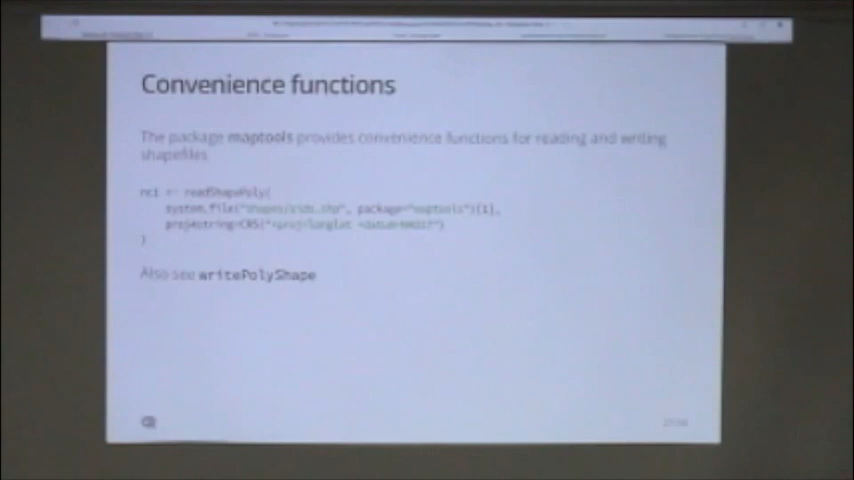 Convenience functions
The package maptools provides convenience functions for reading and writing
shapefiles
nc1 <- readShapePoly(
system.file("shapes/sids.shp", package="maptools")[1],
proj4string=CRS("+proj=longlat +datum=NAD27")
)
Also see writePolyShape